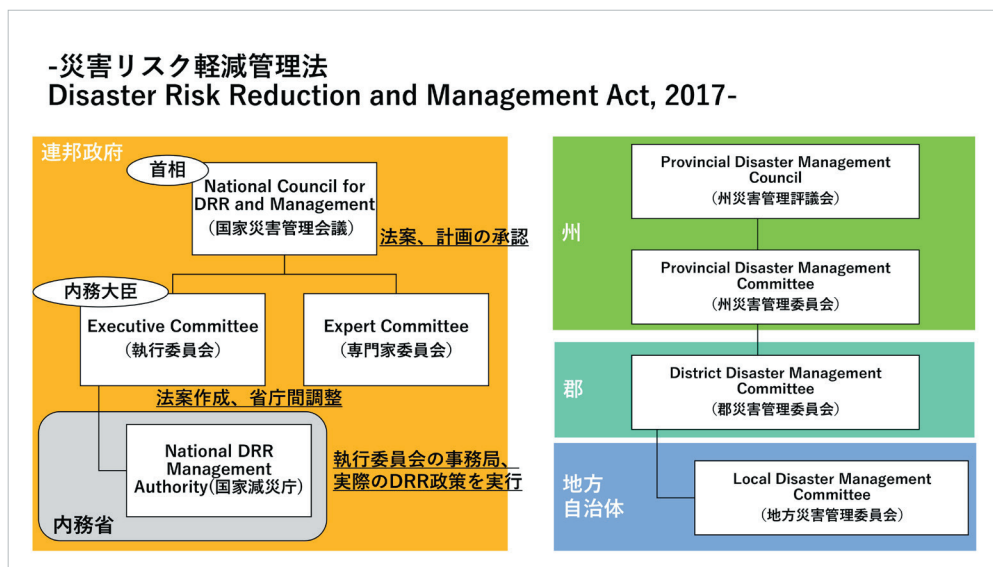 -災害リスク軽減管理法
Disaster Risk Reduction and Management Act, 2017-
連邦政府
首相
National Council for
DRR and Management
（国家災害管理会議）
法案、計画の承認
内務大臣
Executive Committee
（執行委員会）
Expert Committee
（専門家委員会）
法案作成、省庁間調整
National DRR
Management
Authority(国家減災庁)
執行委員会の事務局、
実際のDRR政策を実行
内務省
州
Provincial Disaster Management
Council
（州災害管理評議会）
Provincial Disaster Management
Committee
（州災害管理委員会）
郡
District Disaster Management
Committee
（郡災害管理委員会）
地方
自治体
Local Disaster Management
Committee
（地方災害管理委員会）